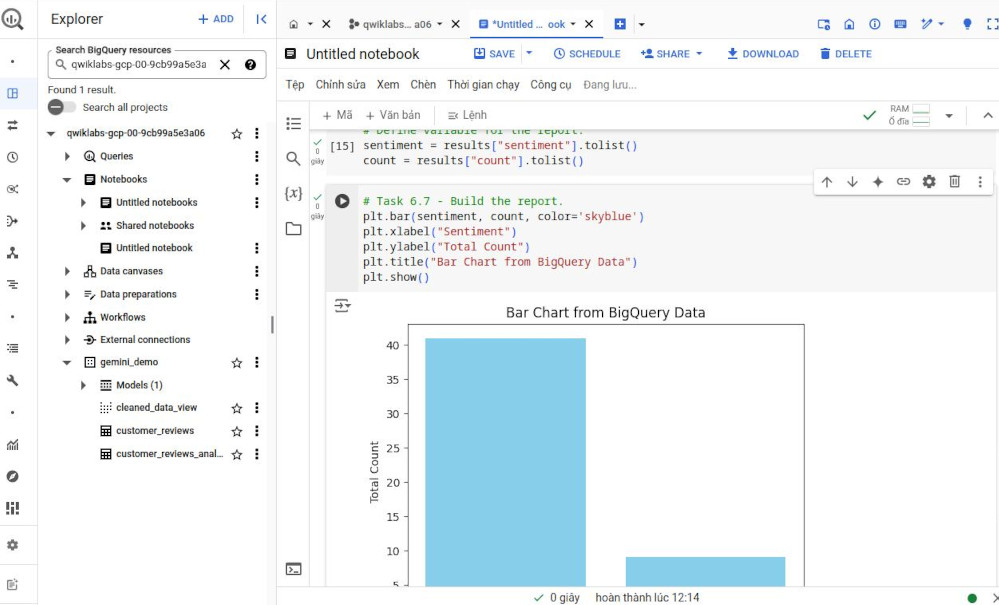 Explorer
+ ADD
qwiklabs... a06
*Untitled ... ook
Search BigQuery resources
qwiklabs-gcp-00-9cb99a5e3a
Found 1 result.
Search all projects
qwiklabs-gcp-00-9cb99a5e3a06
Queries
Notebooks
Untitled notebooks
Shared notebooks
Untitled notebook
Data canvases
Data preparations
Workflows
External connections
gemini_demo
Models (1)
cleaned_data_view
customer_reviews
customer_reviews_anal...
Untitled notebook
SAVE
SCHEDULE
SHARE
DOWNLOAD
DELETE
Tệp Chỉnh sửa Xem Chèn Thời gian chạy Công cụ Đang lưu...
+ Mã + Văn bản Lệnh
RAM
Ổ đĩa
# Define variable for the report.
[15] sentiment = results["sentiment"].tolist()
count = results["count"].tolist()
0
giây
# Task 6.7 - Build the report.
plt.bar(sentiment, count, color='skyblue')
plt.xlabel("Sentiment")
plt.ylabel("Total Count")
plt.title("Bar Chart from BigQuery Data")
plt.show()
0
giây
{x}
Bar Chart from BigQuery Data
40
35
30
25
20
15
10
5
Total Count
0 giây hoàn thành lúc 12:14